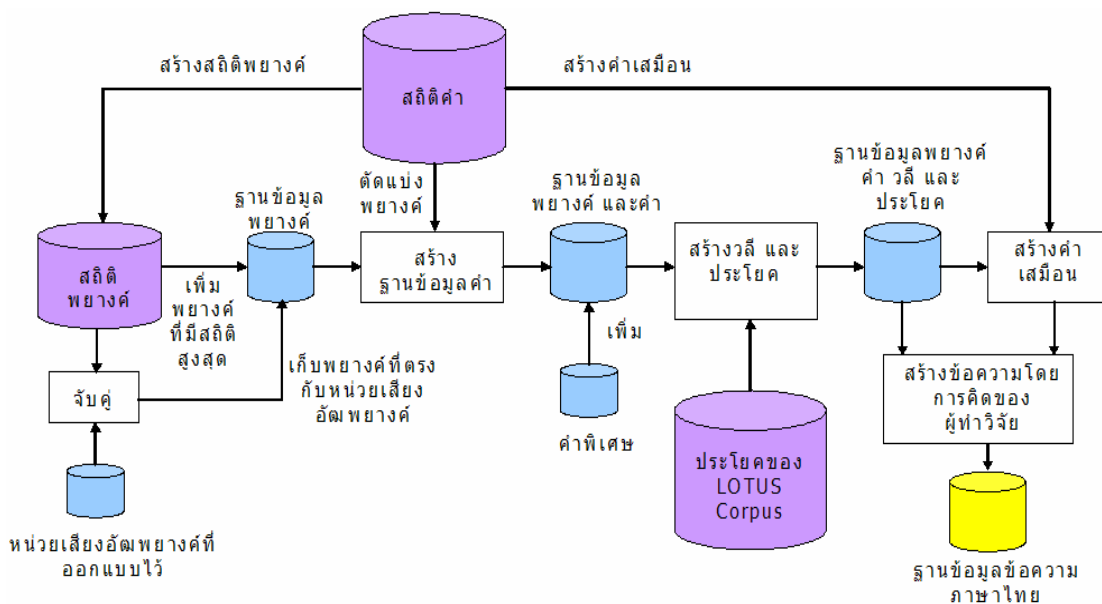 สร้างสถิติพยางค์
สร้างคำเสมือน
สถิติคำ
ตัดแบ่ง
พยางค์
ฐานข้อมูล
พยางค์
ฐานข้อมูล
พยางค์ และคำ
ฐานข้อมูลพยางค์
คำ วลี และ
ประโยค
สถิติ
พยางค์
เพิ่ม
พยางค์
ที่มีสถิติ
สูงสุด
สร้าง
ฐานข้อมูลคำ
สร้างวลี และ
ประโยค
สร้างคำ
เสมือน
จับคู่
เก็บพยางค์ที่ตรง
กับหน่วยเสียง
อัฒพยางค์
เพิ่ม
คำพิเศษ
ประโยคของ
LOTUS
Corpus
สร้างข้อความโดย
การคิดของ
ผู้ทำวิจัย
หน่วยเสียงอัฒพยางค์ที่
ออกแบบไว้
ฐานข้อมูลข้อความ
ภาษาไทย